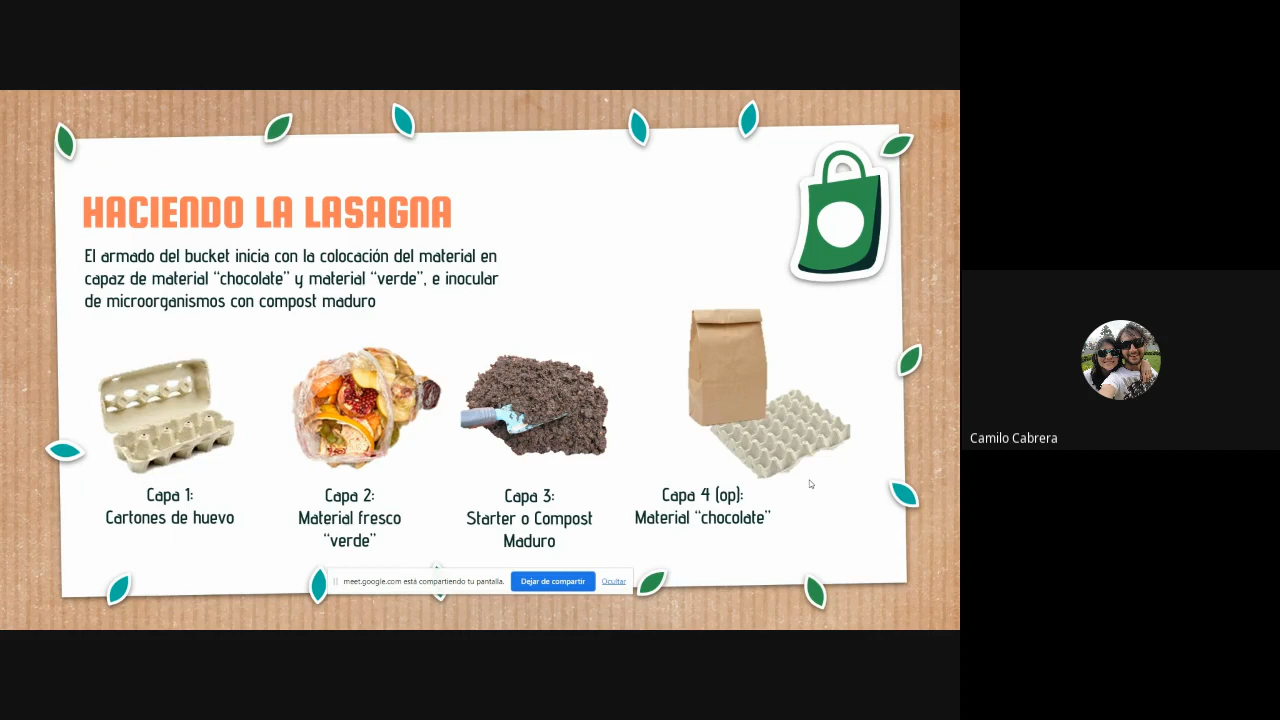 HACIENDO LA LASAGNA
El armado del bucket inicia con la colocación del material en
capaz de material “chocolate” y material “verde”, e inocular
de microorganismos con compost maduro
Capa 1:
Cartones de huevo
Capa 2:
Material fresco
“verde”
Capa 3:
Starter o Compost
Maduro
Capa 4 (op):
Material “chocolate”
meet.google.com está compartiendo tu pantalla.
Dejar de compartir
Ocultar
Camilo Cabrera